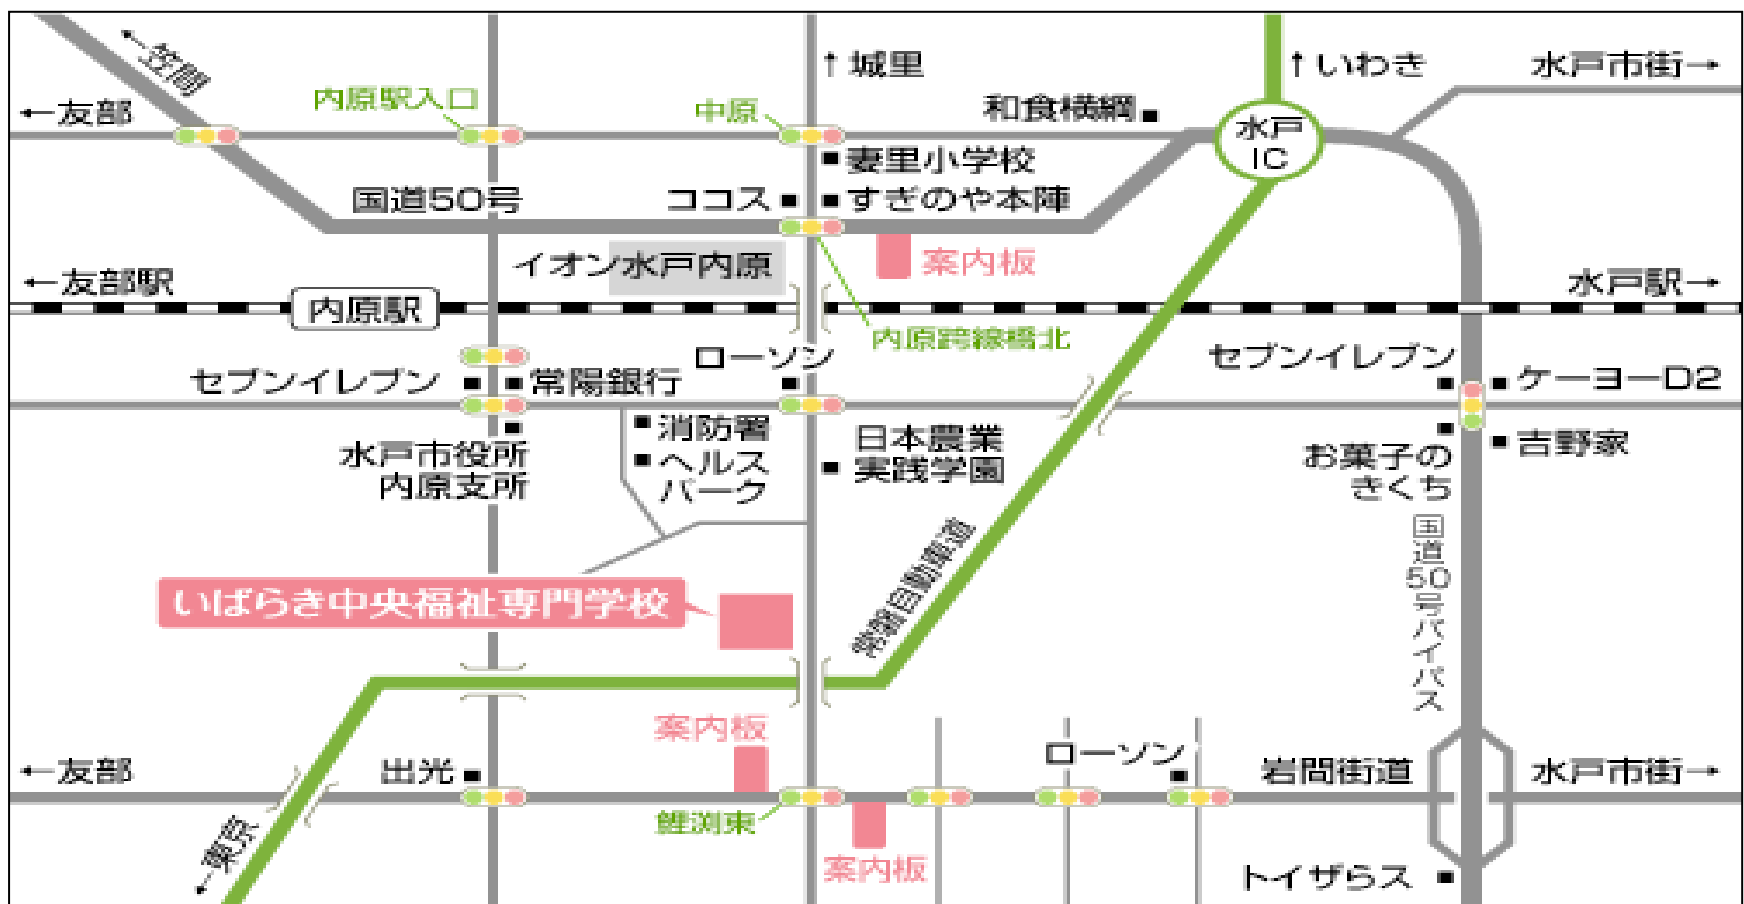 ←笠間
↑城里
↑いわき
水戸市街→
←友部
内原駅入口
中原
和食横綱
水戸
IC
妻里小学校
国道50号
ココス
すぎのや本陣
イオン水戸内原
案内板
←友部駅
水戸駅→
内原駅
内原跨線橋北
ローソン
セブンイレブン
セブンイレブン
常陽銀行
ケーヨーD2
消防署
日本農業
実践学園
水戸市役所
内原支所
ヘルス
パーク
お菓子の
きくち
吉野家
国道50号バイパス
常磐自動車道
いばらき中央福祉専門学校
案内板
ローソン
←友部
出光
岩間街道
水戸市街→
鯉渕東
←東京
案内板
トイザらス